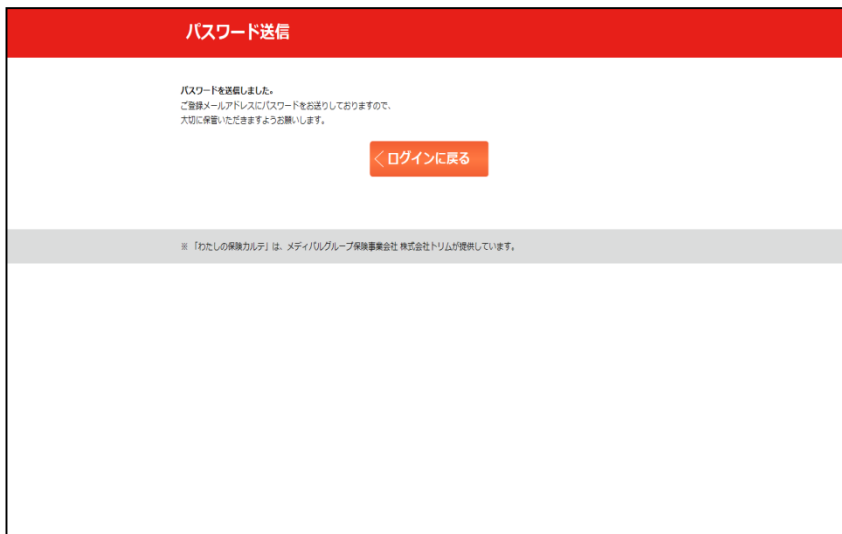 パスワード送信
パスワードを送信しました。
ご登録メールアドレスにパスワードをお送りしておりますので、
大切に保管いただきますようお願いします。
＜ログインに戻る
※ 「わたしの保険カルテ」は、メディパルグループ保険事業会社 株式会社トリムが提供しています。